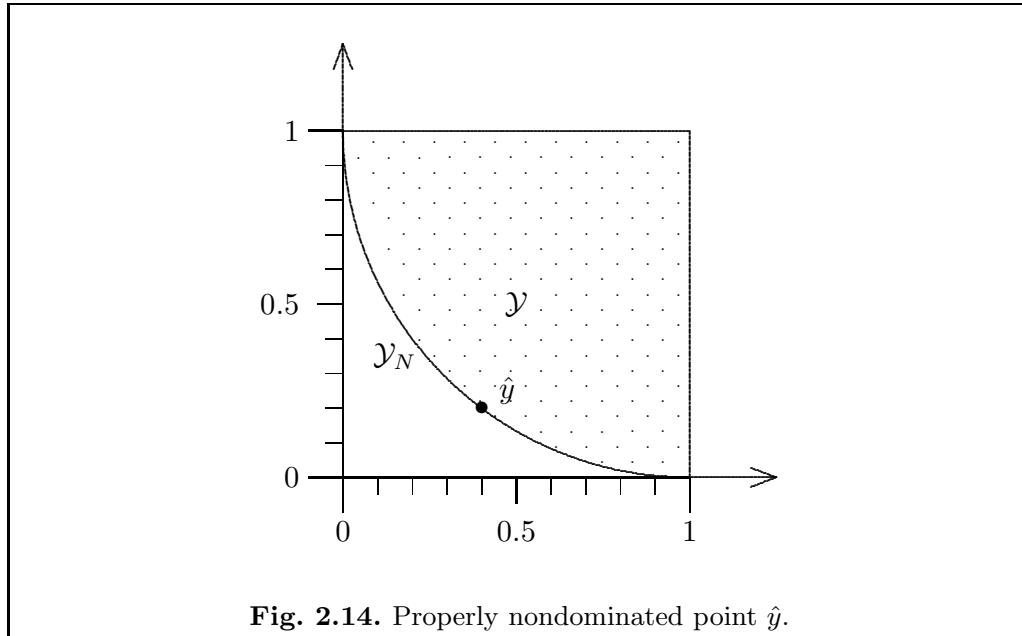 1
0.5
𝒴
𝒴_N
ŷ
0
0 0.5 1
Fig. 2.14. Properly nondominated point ŷ.